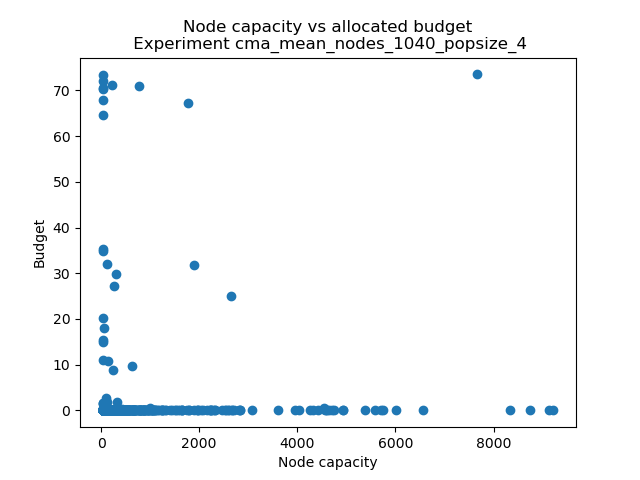 Node capacity vs allocated budget
Experiment cma_mean_nodes_1040_popsize_4
70
60
50
40
30
20
10
0
Budget
0 2000 4000 6000 8000
Node capacity